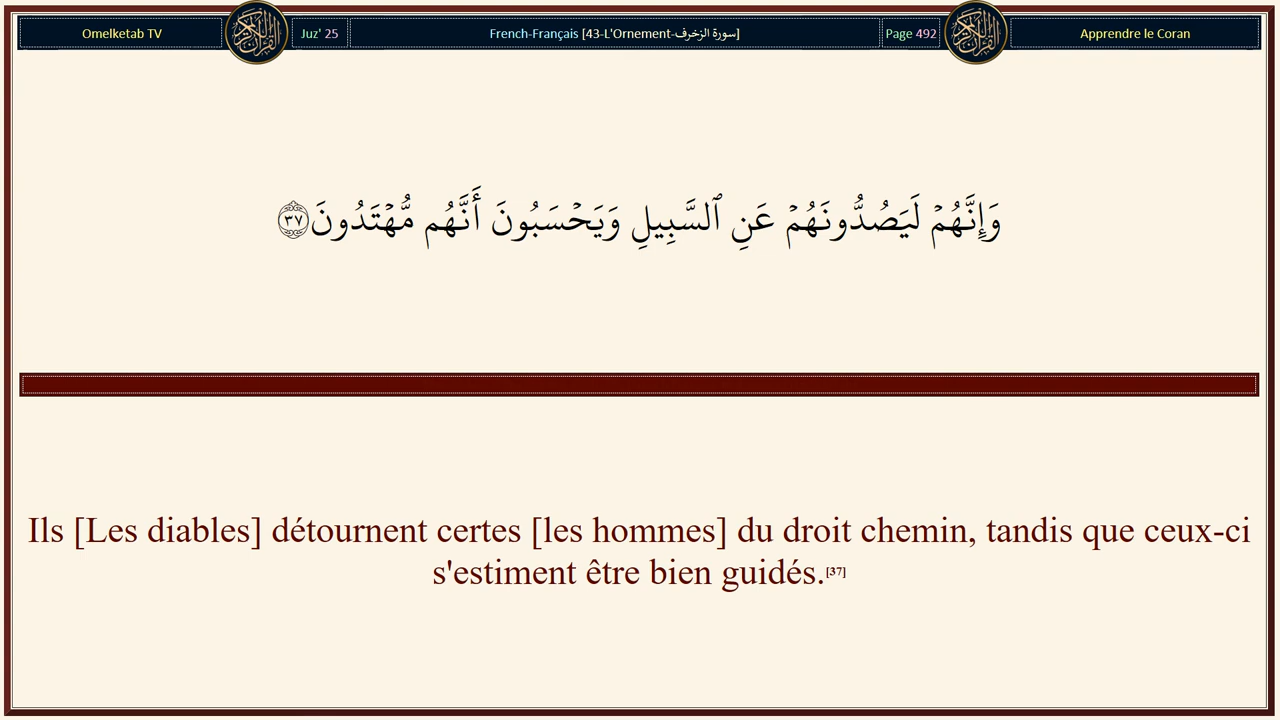 Omelketab TV
Juz' 25
French-Français [43-L'Ornement-سورة الزخرف]
Page 492
Apprendre le Coran
وَإِنَّهُمْ لَيَصُدُّونَهُمْ عَنِ ٱلسَّبِيلِ وَيَحْسَبُونَ أَنَّهُم مُّهْتَدُونَ ٣٧
Ils [Les diables] détournent certes [les hommes] du droit chemin, tandis que ceux-ci
s'estiment être bien guidés.[37]